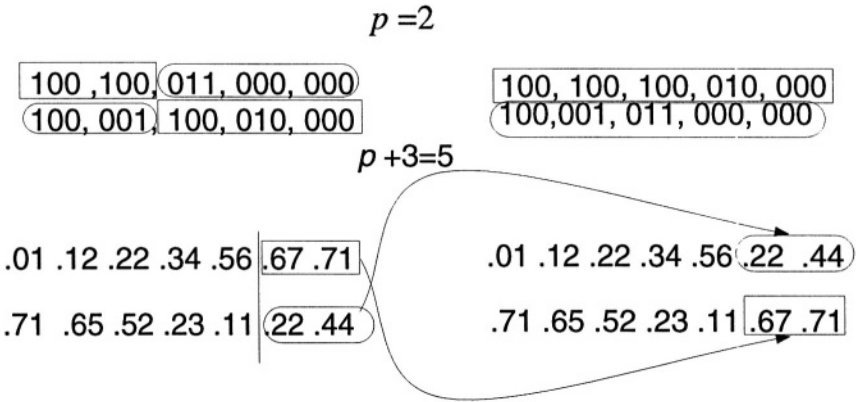 p =2
100 ,100, 011, 000, 000
100, 001, 100, 010, 000
100, 100, 100, 010, 000
100,001, 011, 000, 000
p +3=5
.01 .12 .22 .34 .56 .67 .71
.71 .65 .52 .23 .11 .22 .44
.01 .12 .22 .34 .56 .22 .44
.71 .65 .52 .23 .11 .67 .71